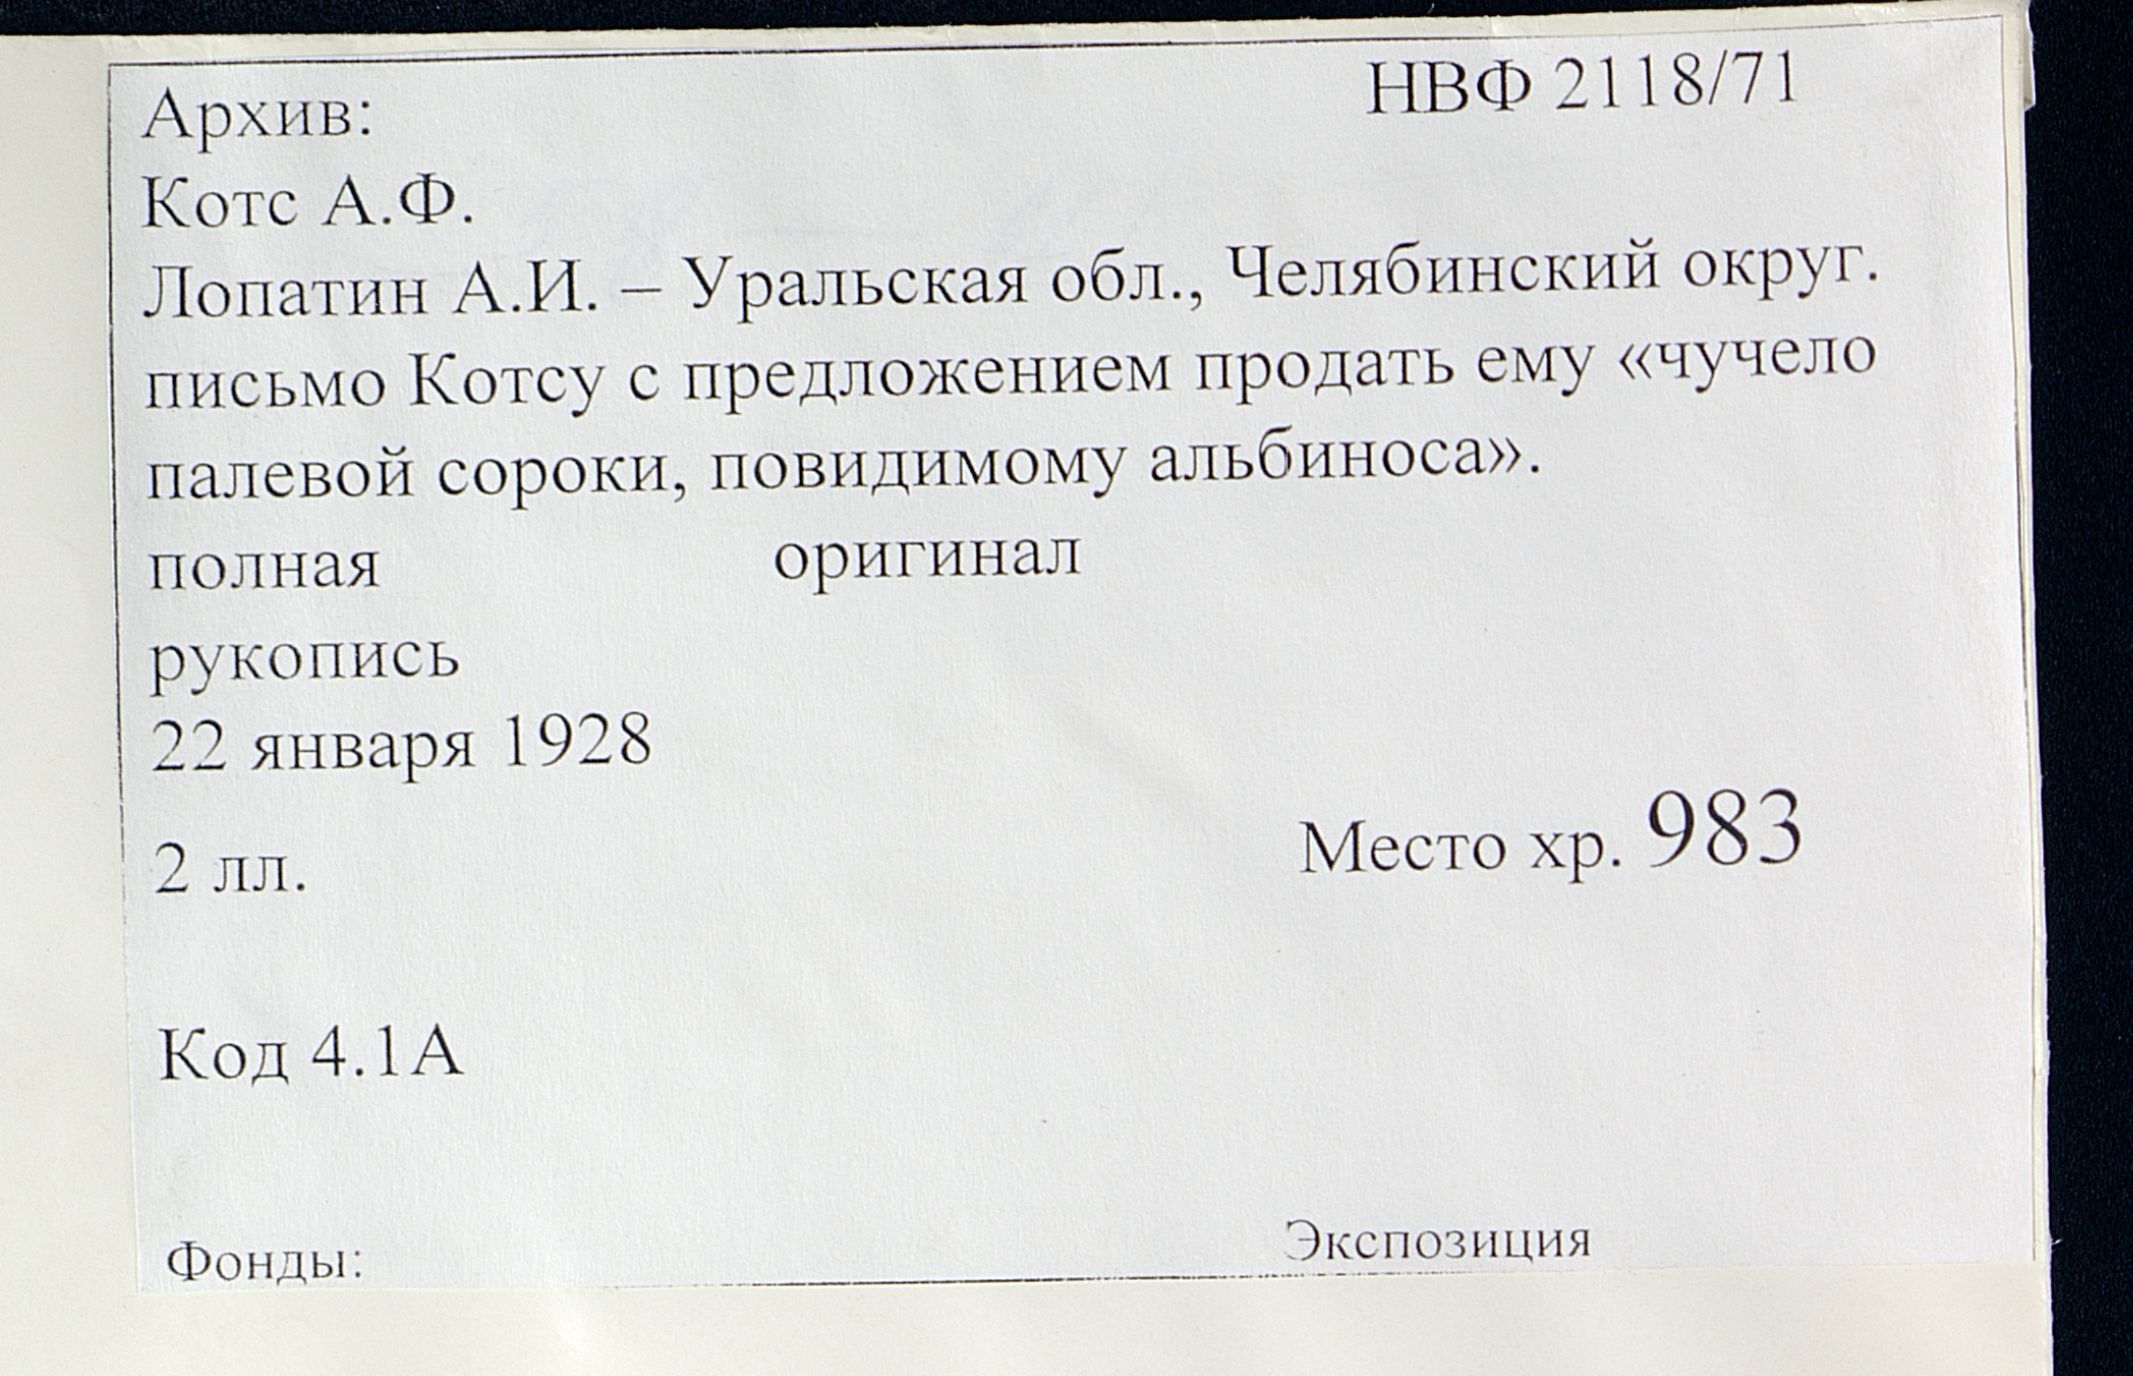 Архив: НВФ 2118/71
Котс А.Ф.
Лопатин А.И. – Уральская обл., Челябинский округ.
письмо Котсу с предложением продать ему «чучело
палевой сороки, повидимому альбиноса».
полная оригинал
рукопись
22 января 1928
2 лл. Место хр. 983
Код 4.1А
Фонды: Экспозиция